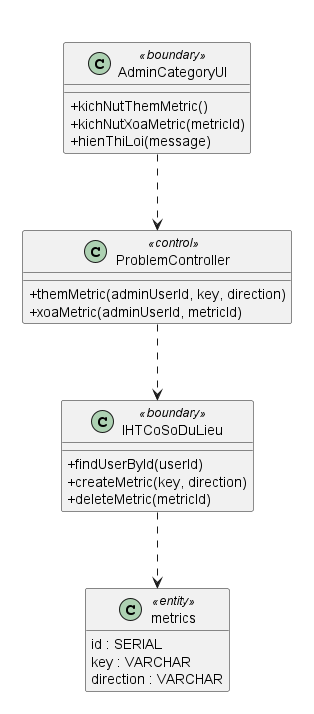 C
«boundary»
AdminCategoryUI
+kichNutThemMetric()
+kichNutXoaMetric(metricId)
+hienThiLoi(message)
C
«control»
ProblemController
+themMetric(adminUserId, key, direction)
+xoaMetric(adminUserId, metricId)
C
«boundary»
IHTCoSoDuLieu
+findUserById(userId)
+createMetric(key, direction)
+deleteMetric(metricId)
C
«entity»
metrics
id : SERIAL
key : VARCHAR
direction : VARCHAR